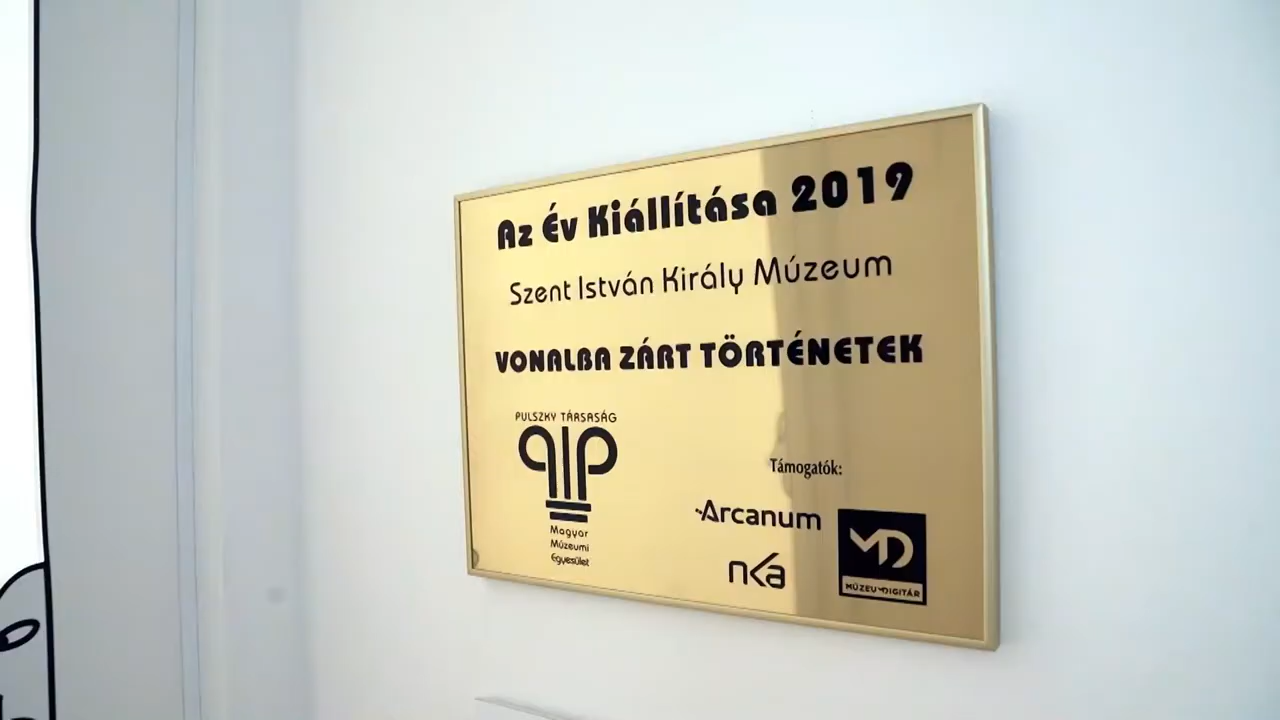 Az Év Kiállítása 2019
Szent István Király Múzeum
VONALBA ZÁRT TÖRTÉNETEK
PULSZKY TÁRSASÁG
Magyar
Múzeumi
Egyesület
Támogatók:
Arcanum
nka
MD
MÚZEUMDIGITÁR